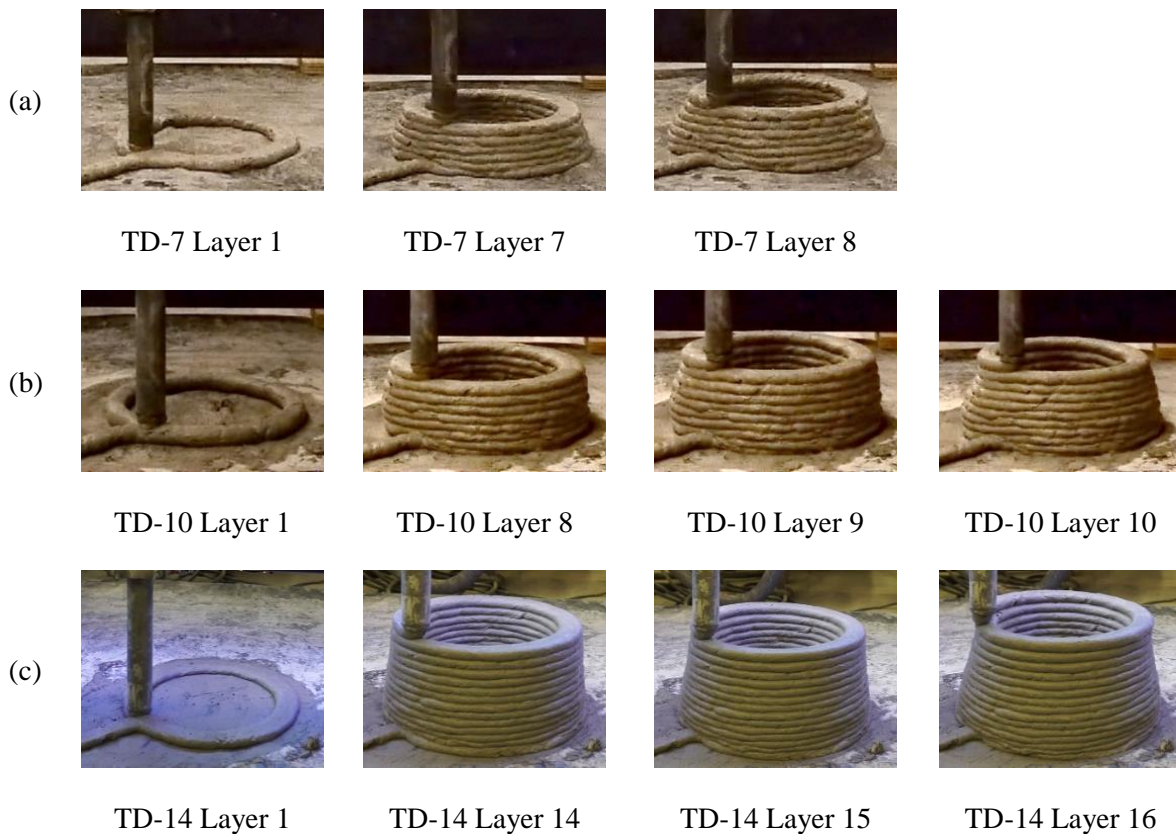 (a)
TD-7 Layer 1 TD-7 Layer 7 TD-7 Layer 8
(b)
TD-10 Layer 1 TD-10 Layer 8 TD-10 Layer 9 TD-10 Layer 10
(c)
TD-14 Layer 1 TD-14 Layer 14 TD-14 Layer 15 TD-14 Layer 16